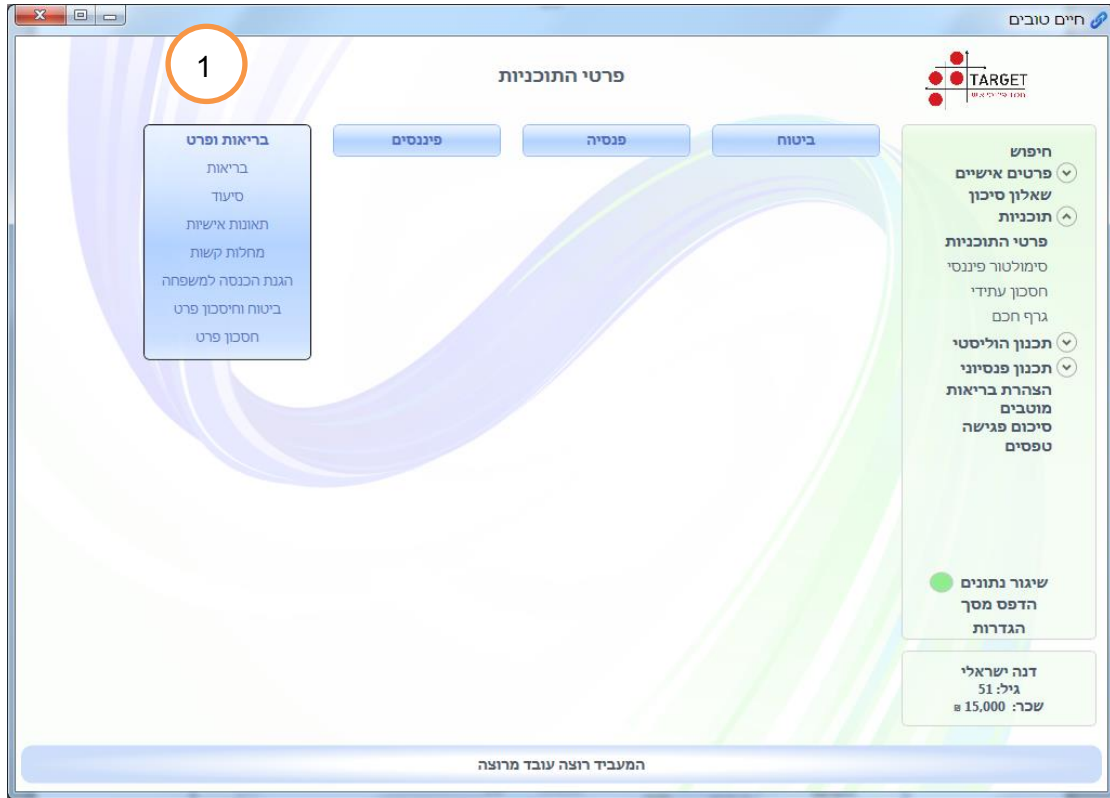 חיים טובים
1
פרטי התוכניות
TARGET
ביטוח
פנסיה
פיננסים
בריאות ופרט
בריאות
סיעוד
תאונות אישיות
מחלות קשות
הגנת הכנסה למשפחה
ביטוח וחיסכון פרט
חסכון פרט
חיפוש
פרטים אישיים
שאלון סיכון
תוכניות
פרטי התוכניות
סימולטור פיננסי
חסכון עתידי
גרף חכם
תכנון הוליסטי
תכנון פנסיוני
הצהרת בריאות
מוטבים
סיכום פגישה
טפסים
שיגור נתונים
הדפס מסך
הגדרות
דנה ישראלי
גיל: 51
שכר: 15,000 ₪
המעביד רוצה עובד מרוצה